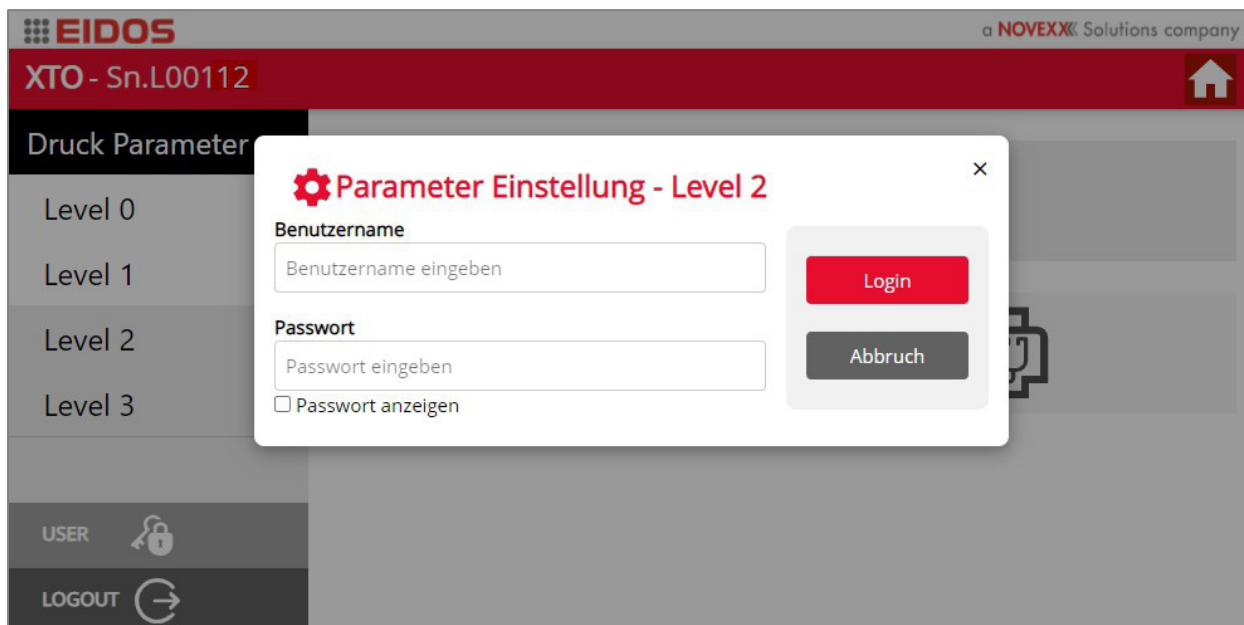 EIDOS
a NOVEXX Solutions company
XTO - Sn.L00112
Druck Parameter
Level 0
Level 1
Level 2
Level 3
USER
LOGOUT
Parameter Einstellung - Level 2
×
Benutzername
Benutzername eingeben
Passwort
Passwort eingeben
Passwort anzeigen
Login
Abbruch